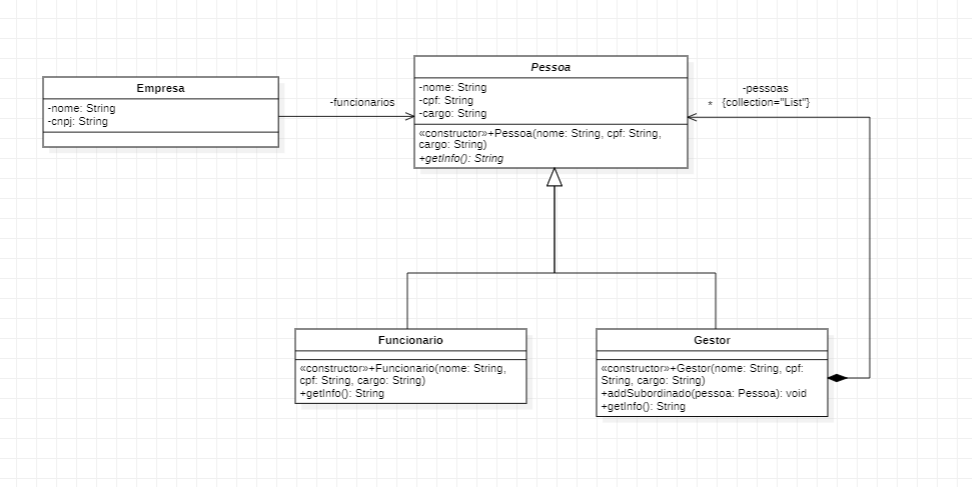 Empresa
-nome: String
-cnpj: String
-funcionarios
Pessoa
-nome: String
-cpf: String
-cargo: String
«constructor»+Pessoa(nome: String, cpf: String,
cargo: String)
+getInfo(): String
-pessoas
* {collection="List"}
Funcionario
«constructor»+Funcionario(nome: String,
cpf: String, cargo: String)
+getInfo(): String
Gestor
«constructor»+Gestor(nome: String, cpf:
String, cargo: String)
+addSubordinado(pessoa: Pessoa): void
+getInfo(): String